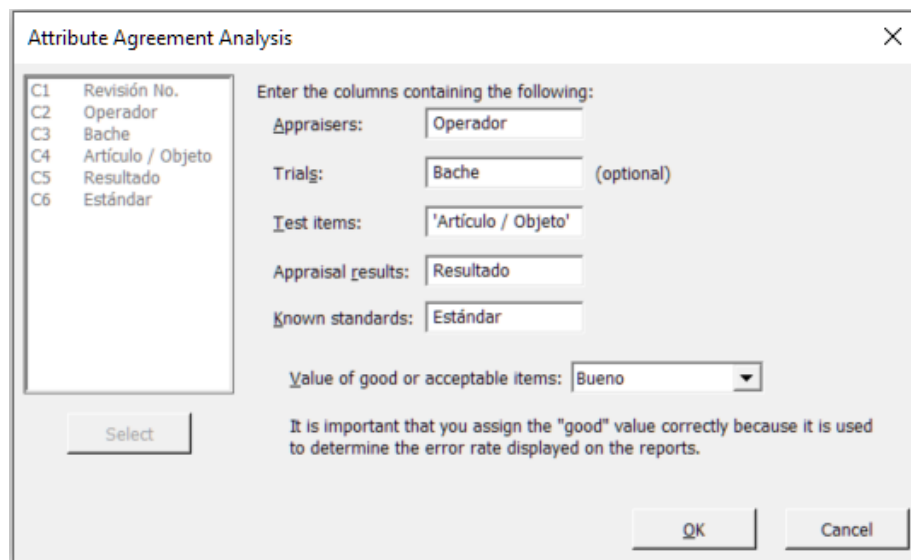 Attribute Agreement Analysis
C1 Revisión No.
C2 Operador
C3 Bache
C4 Artículo / Objeto
C5 Resultado
C6 Estándar
Select
Enter the columns containing the following:
Appraisers: Operador
Trials: Bache (optional)
Test items: 'Artículo / Objeto'
Appraisal results: Resultado
Known standards: Estándar
Value of good or acceptable items: Bueno
It is important that you assign the "good" value correctly because it is used
to determine the error rate displayed on the reports.
OK Cancel